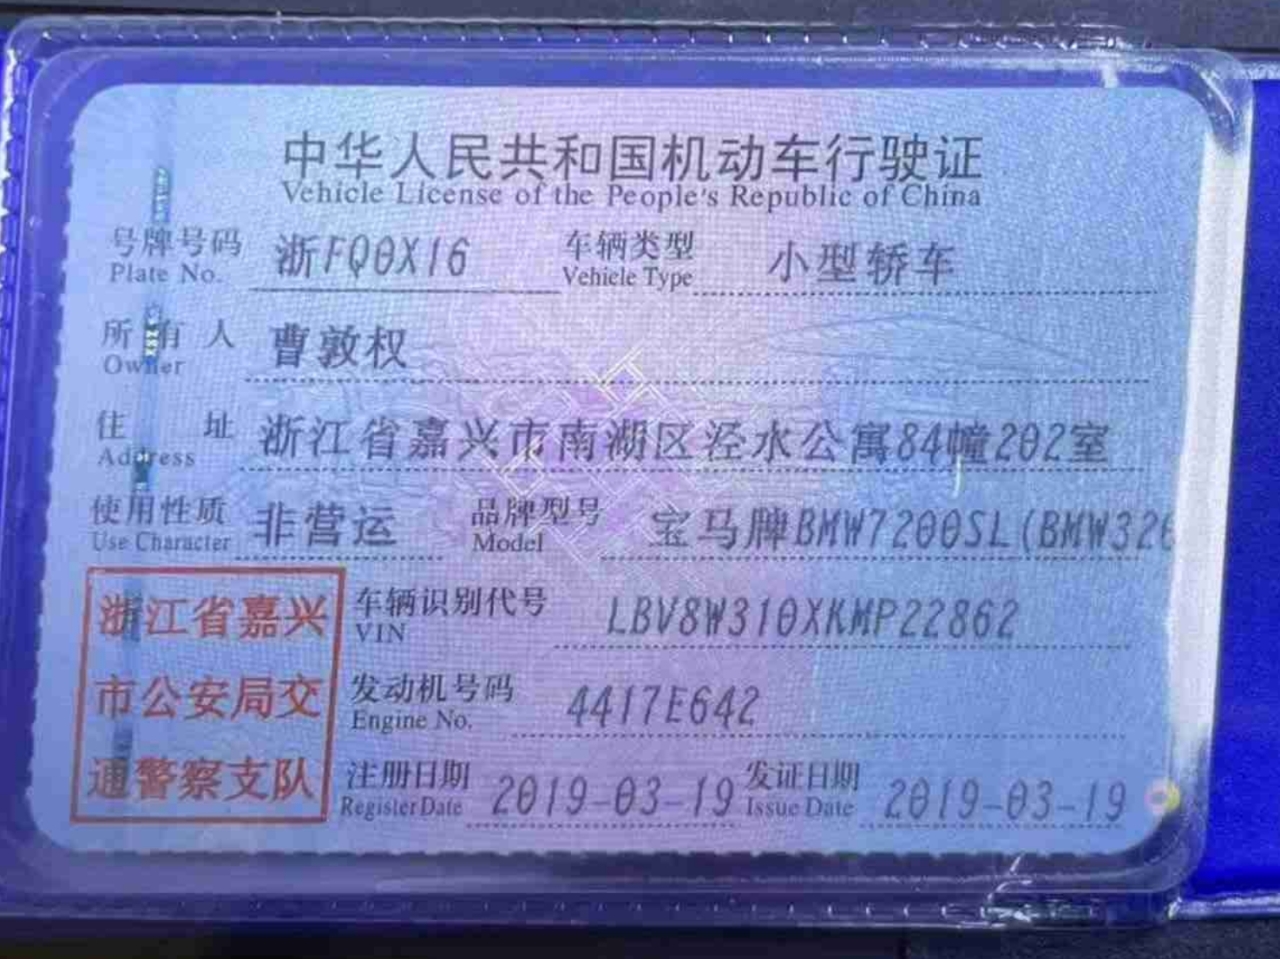 中华人民共和国机动车行驶证
Vehicle License of the People's Republic of China
号牌号码 浙FQ0X16 车辆类型 小型轿车
Plate No. Vehicle Type
所有人 曹敦权
Owner
住址 浙江省嘉兴市南湖区泾水公寓84幢202室
Address
使用性质 非营运 品牌型号 宝马牌BMW7200SL(BMW320
Use Character Model
浙江省嘉兴
市公安局交
通警察支队
车辆识别代号 LBV8W310XKMP22862
VIN
发动机号码 4417E642
Engine No.
注册日期 2019-03-19 发证日期 2019-03-19
Register Date Issue Date